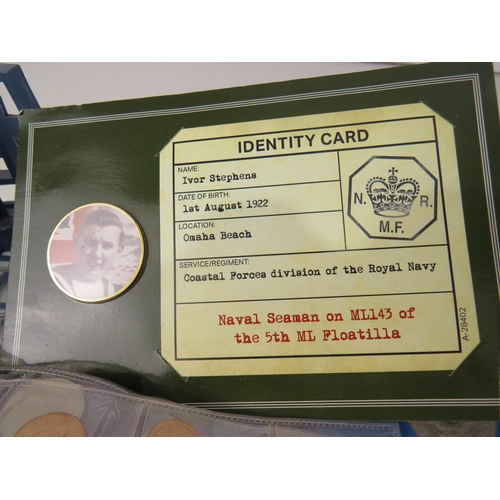 IDENTITY CARD
NAME:
Ivor Stephens
DATE OF BIRTH:
1st August 1922
LOCATION:
Omaha Beach
N. R.
M.F.
SERVICE/REGIMENT:
Coastal Forces division of the Royal Navy
Naval Seaman on ML143 of
the 5th ML Floatilla
A-28402